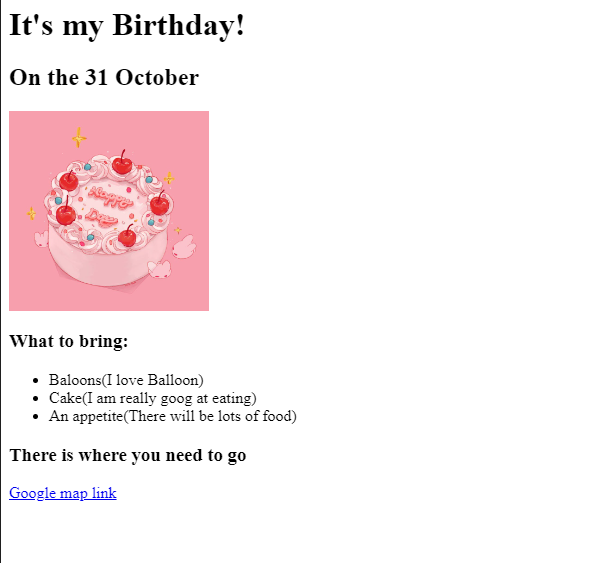 It's my Birthday!
On the 31 October
Happy
Day
What to bring:
Baloons(I love Balloon)
Cake(I am really goog at eating)
An appetite(There will be lots of food)
There is where you need to go
Google map link